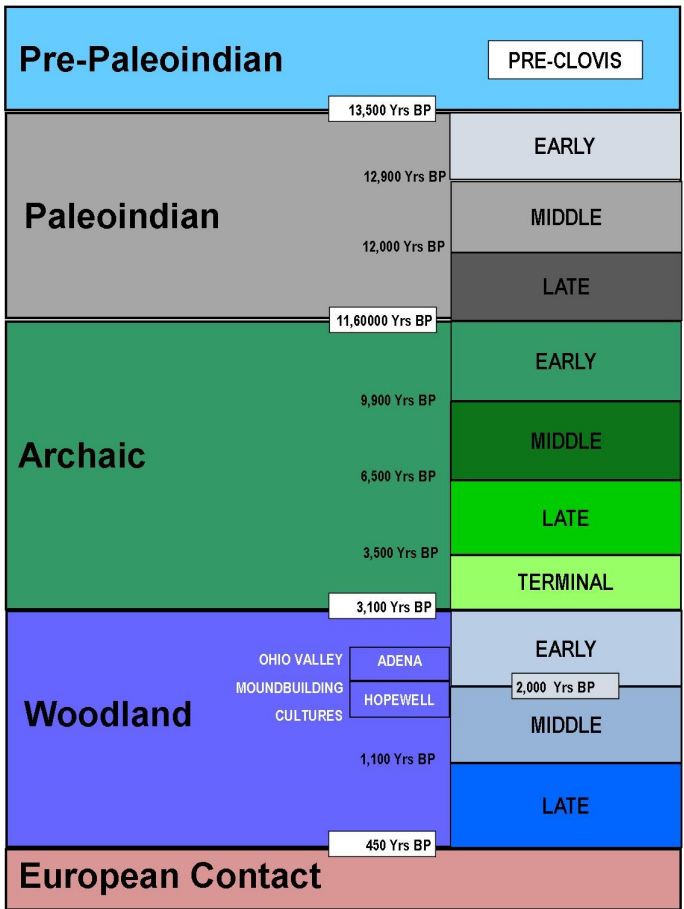 Pre-Paleoindian
PRE-CLOVIS
13,500 Yrs BP
EARLY
12,900 Yrs BP
Paleoindian
MIDDLE
12,000 Yrs BP
LATE
11,60000 Yrs BP
EARLY
9,900 Yrs BP
Archaic
MIDDLE
6,500 Yrs BP
LATE
3,500 Yrs BP
TERMINAL
3,100 Yrs BP
EARLY
OHIO VALLEY
ADENA
MOUNDBUILDING
2,000 Yrs BP
HOPEWELL
Woodland
CULTURES
MIDDLE
1,100 Yrs BP
LATE
450 Yrs BP
European Contact